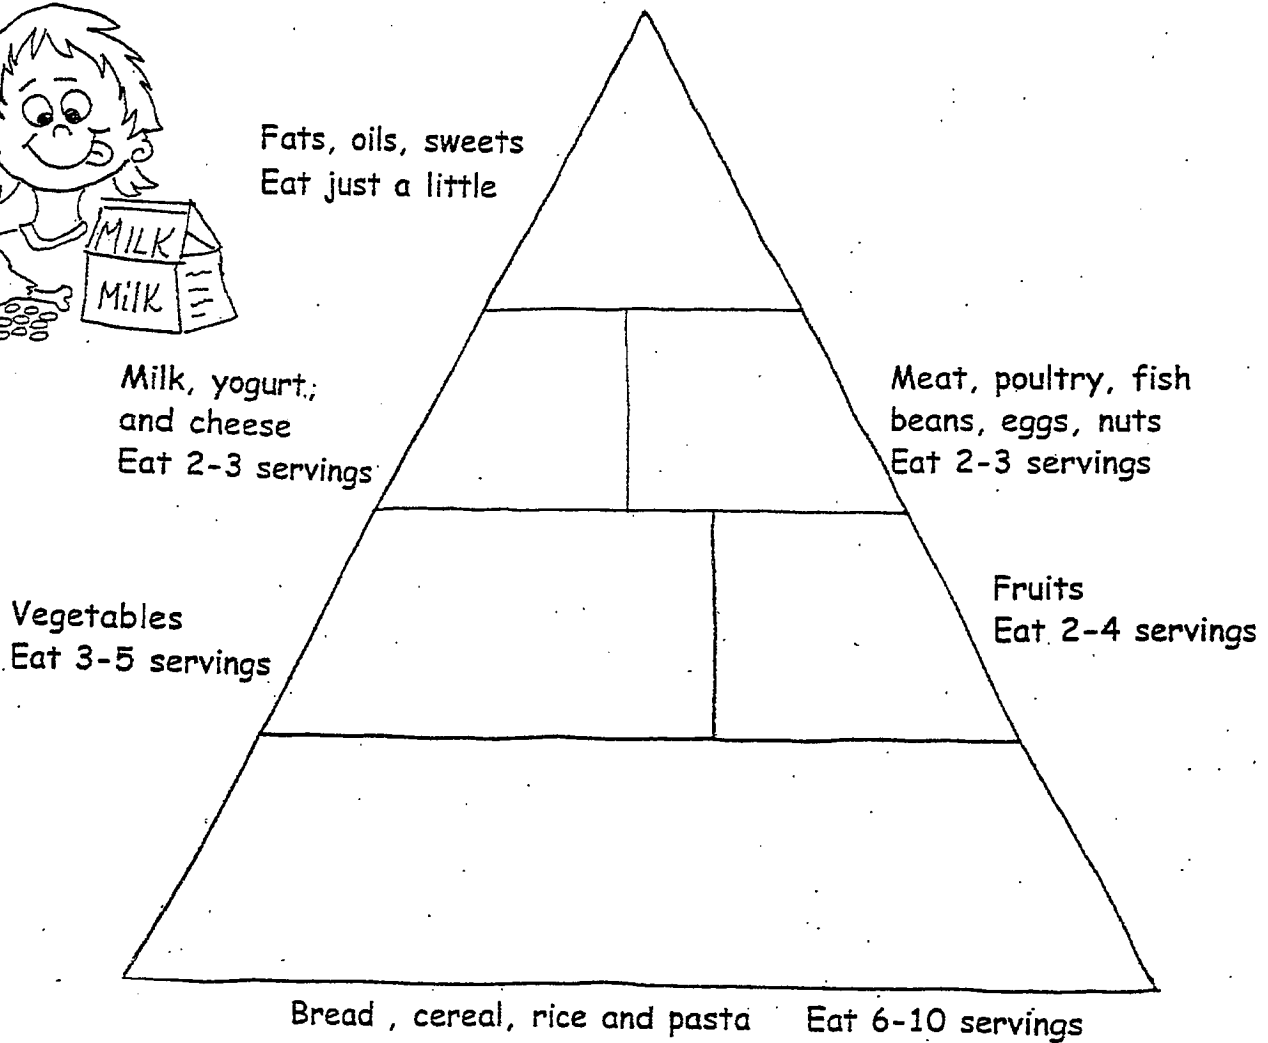 Fats, oils, sweets
Eat just a little
MILK
MilK
Milk, yogurt,
and cheese
Eat 2-3 servings
Meat, poultry, fish
beans, eggs, nuts
Eat 2-3 servings
Vegetables
Eat 3-5 servings
Fruits
Eat 2-4 servings
Bread , cereal, rice and pasta Eat 6-10 servings